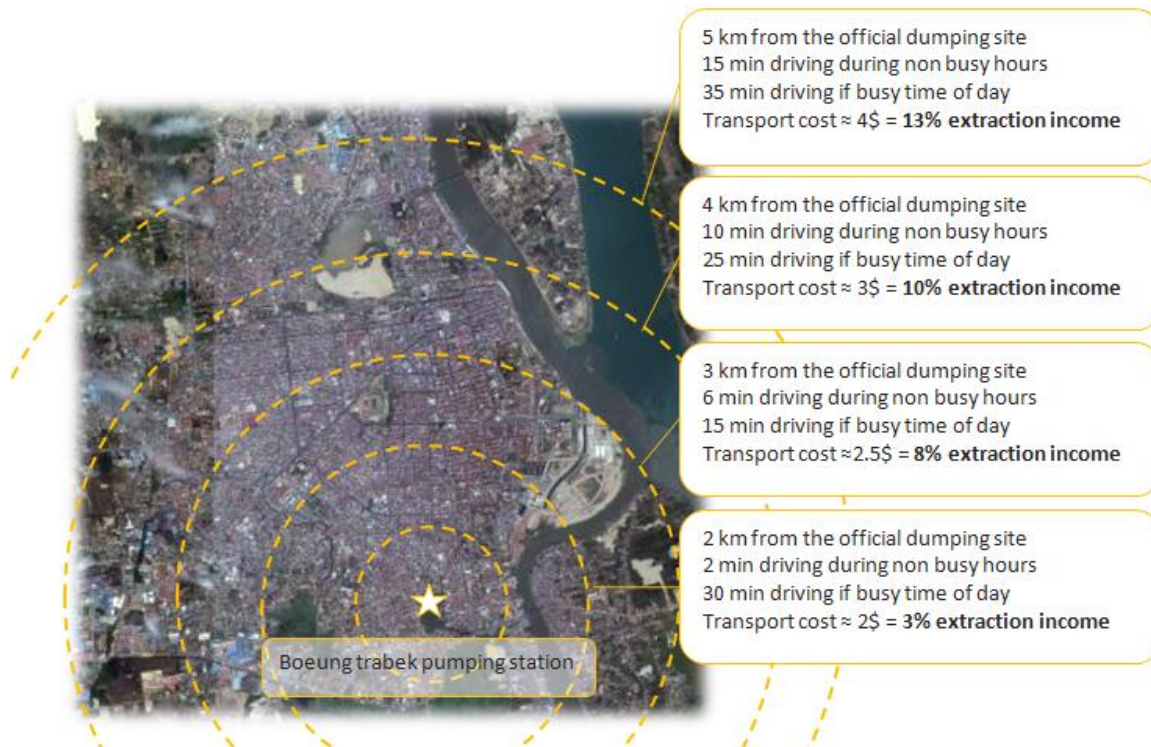 5 km from the official dumping site
15 min driving during non busy hours
35 min driving if busy time of day
Transport cost ≈ 4$ = 13% extraction income
4 km from the official dumping site
10 min driving during non busy hours
25 min driving if busy time of day
Transport cost ≈ 3$ = 10% extraction income
3 km from the official dumping site
6 min driving during non busy hours
15 min driving if busy time of day
Transport cost ≈2.5$ = 8% extraction income
2 km from the official dumping site
2 min driving during non busy hours
30 min driving if busy time of day
Transport cost ≈ 2$ = 3% extraction income
Boeung trabek pumping station